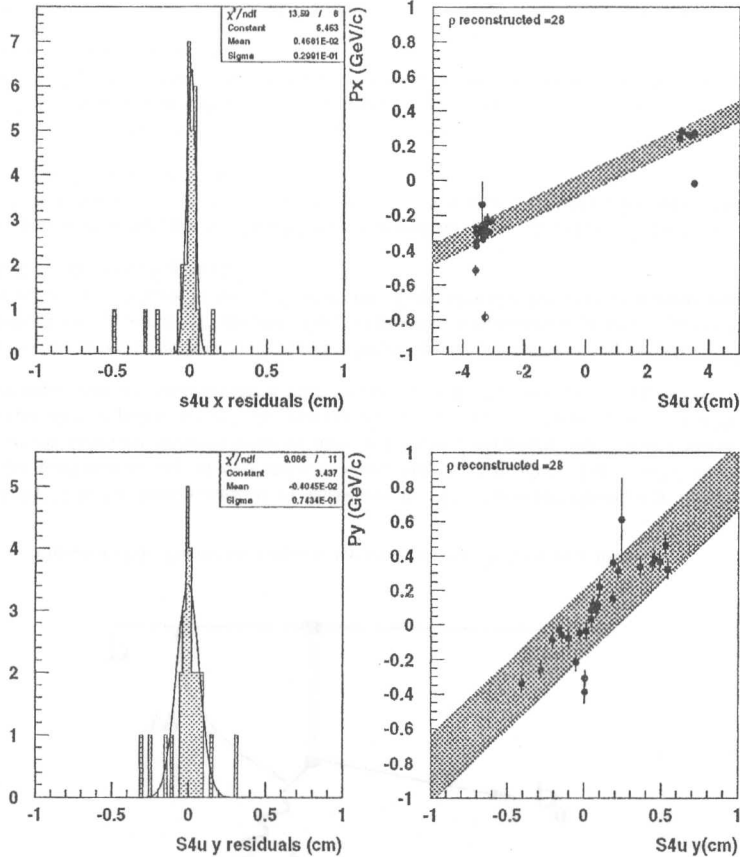 χ²/ndf 13.59 / 8
Constant 6.463
Mean 0.4681E-02
Sigma 0.2991E-01
7
6
5
4
3
2
1
0
-1 -0.5 0 0.5 1
s4u x residuals (cm)
Px (GeV/c)
ρ reconstructed =28
1
0.8
0.6
0.4
0.2
0
-0.2
-0.4
-0.6
-0.8
-1
-4 -2 0 2 4
S4u x(cm)
χ²/ndf 9.086 / 11
Constant 3.437
Mean -0.4045E-02
Sigma 0.7434E-01
5
4
3
2
1
0
-1 -0.5 0 0.5 1
S4u y residuals (cm)
Py (GeV/c)
ρ reconstructed =28
1
0.8
0.6
0.4
0.2
0
-0.2
-0.4
-0.6
-0.8
-1
-1 -0.5 0 0.5 1
S4u y(cm)